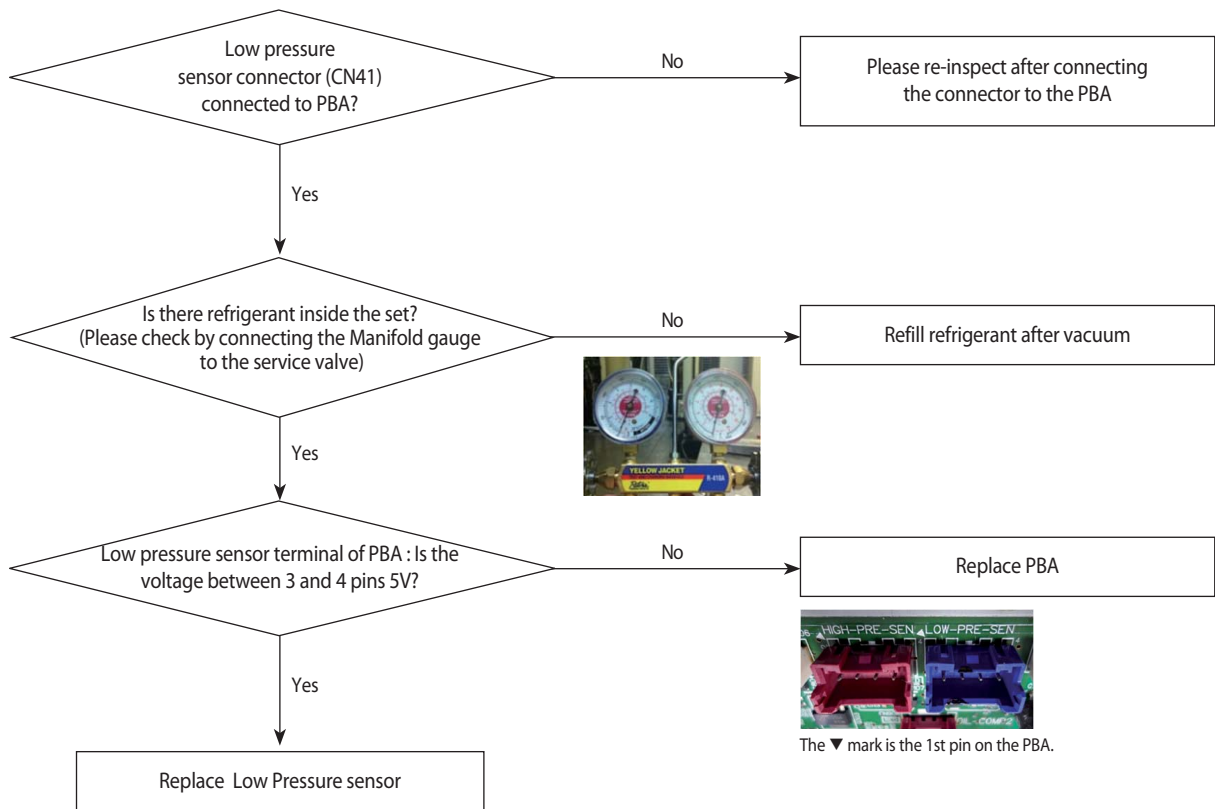 Low pressure
sensor connector (CN41)
connected to PBA?
No
Please re-inspect after connecting
the connector to the PBA
Yes
Is there refrigerant inside the set?
(Please check by connecting the Manifold gauge
to the service valve)
No
Refill refrigerant after vacuum
YELLOW JACKET
R-410A
Yes
Low pressure sensor terminal of PBA : Is the
voltage between 3 and 4 pins 5V?
No
Replace PBA
HIGH-PRE-SEN LOW-PRE-SEN
The ▼ mark is the 1st pin on the PBA.
Yes
Replace Low Pressure sensor